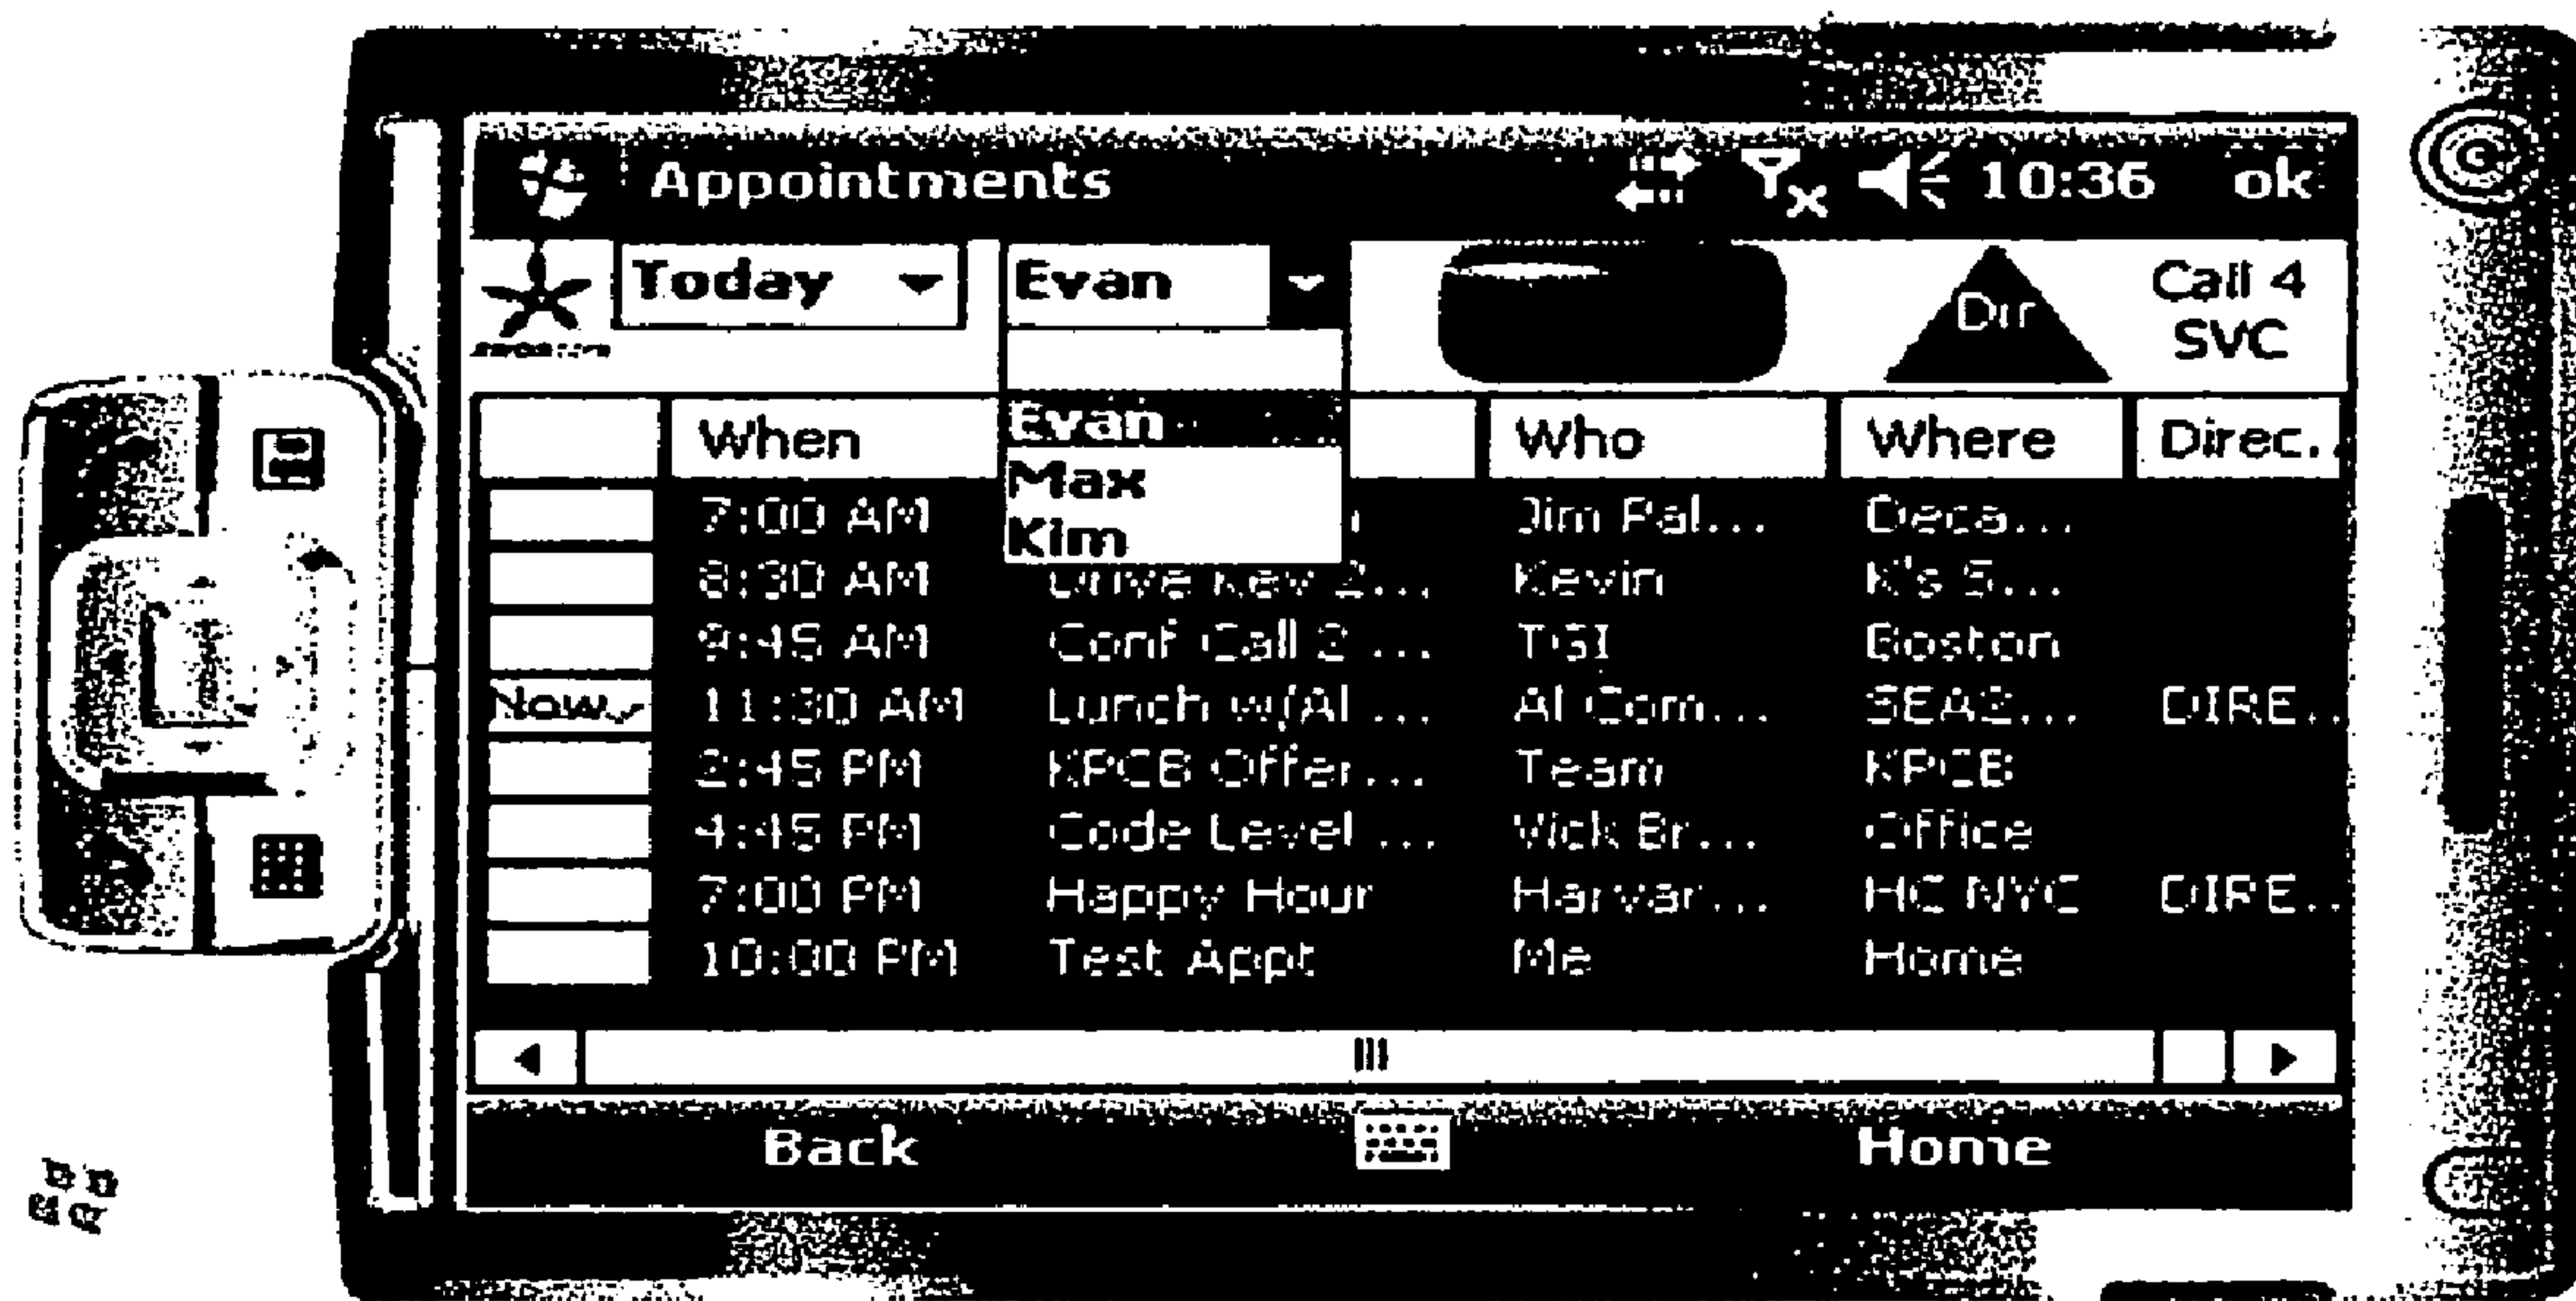 Appointments 10:36 ok
Today Evan Dir Call 4 SVC
When Who Where Direc..
Evan
Max
Kim
7:00 AM Jim Pal... Deca...
8:30 AM Drive Kev 2... Kevin K's S...
9:45 AM Conf Call 2 ... TGI Boston
Now 11:30 AM Lunch w/Al ... Al Com... SEA2... DIRE..
2:45 PM KPCB Offer... Team KPCB
4:45 PM Code Level ... Vick Br... Office
7:00 PM Happy Hour Harvar... HC NYC DIRE..
10:00 PM Test Appt Me Home
Back Home